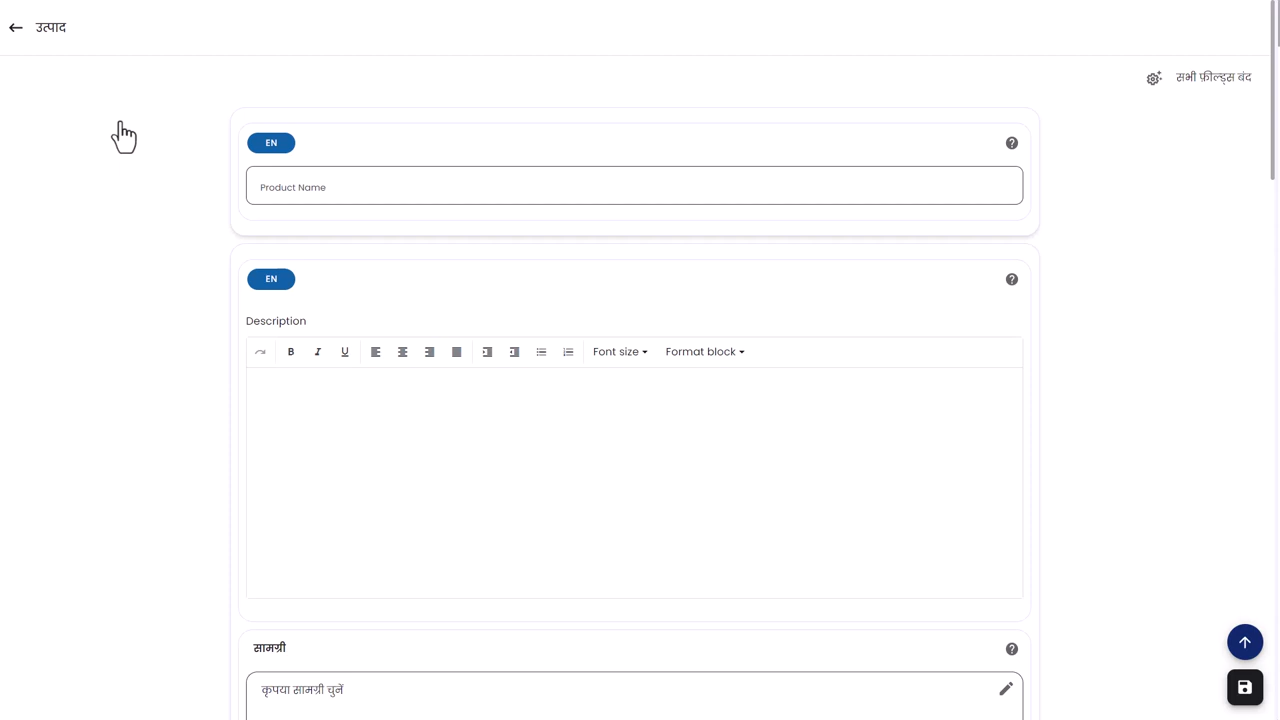 उत्पाद
सभी फ़ील्ड्स बंद
EN
Product Name
EN
Description
B I U Font size Format block
सामग्री
कृपया सामग्री चुनें